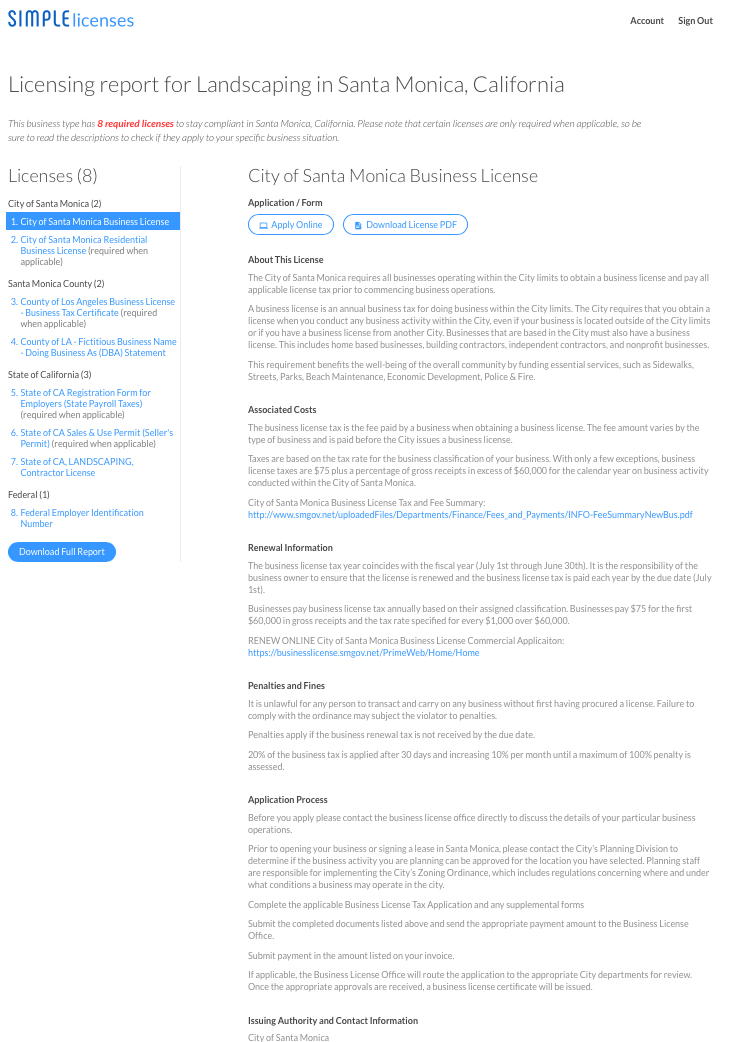 SIMPLE licenses
Account Sign Out
Licensing report for Landscaping in Santa Monica, California
This business type has 8 required licenses to stay compliant in Santa Monica, California. Please note that certain licenses are only required when applicable, so be
sure to read the descriptions to check if they apply to your specific business situation.
Licenses (8)
City of Santa Monica (2)
1. City of Santa Monica Business License
2. City of Santa Monica Residential
Business License (required when
applicable)
Santa Monica County (2)
3. County of Los Angeles Business License
- Business Tax Certificate (required
when applicable)
4. County of LA - Fictitious Business Name
- Doing Business As (DBA) Statement
State of California (3)
5. State of CA Registration Form for
Employers (State Payroll Taxes)
(required when applicable)
6. State of CA Sales & Use Permit (Seller's
Permit) (required when applicable)
7. State of CA, LANDSCAPING,
Contractor License
Federal (1)
8. Federal Employer Identification
Number
Download Full Report
City of Santa Monica Business License
Application / Form
Apply Online
Download License PDF
About This License
The City of Santa Monica requires all businesses operating within the City limits to obtain a business license and pay all
applicable license tax prior to commencing business operations.
A business license is an annual business tax for doing business within the City limits. The City requires that you obtain a
license when you conduct any business activity within the City, even if your business is located outside of the City limits
or if you have a business license from another City. Businesses that are based in the City must also have a business
license. This includes home based businesses, building contractors, independent contractors, and nonprofit businesses.
This requirement benefits the well-being of the overall community by funding essential services, such as Sidewalks,
Streets, Parks, Beach Maintenance, Economic Development, Police & Fire.
Associated Costs
The business license tax is the fee paid by a business when obtaining a business license. The fee amount varies by the
type of business and is paid before the City issues a business license.
Taxes are based on the tax rate for the business classification of your business. With only a few exceptions, business
license taxes are $75 plus a percentage of gross receipts in excess of $60,000 for the calendar year on business activity
conducted within the City of Santa Monica.
City of Santa Monica Business License Tax and Fee Summary:
http://www.smgov.net/uploadedFiles/Departments/Finance/Fees_and_Payments/INFO-FeeSummaryNewBus.pdf
Renewal Information
The business license tax year coincides with the fiscal year (July 1st through June 30th). It is the responsibility of the
business owner to ensure that the license is renewed and the business license tax is paid each year by the due date (July
1st).
Businesses pay business license tax annually based on their assigned classification. Businesses pay $75 for the first
$60,000 in gross receipts and the tax rate specified for every $1,000 over $60,000.
RENEW ONLINE City of Santa Monica Business License Commercial Applicaiton:
https://businesslicense.smgov.net/PrimeWeb/Home/Home
Penalties and Fines
It is unlawful for any person to transact and carry on any business without first having procured a license. Failure to
comply with the ordinance may subject the violator to penalties.
Penalties apply if the business renewal tax is not received by the due date.
20% of the business tax is applied after 30 days and increasing 10% per month until a maximum of 100% penalty is
assessed.
Application Process
Before you apply please contact the business license office directly to discuss the details of your particular business
operations.
Prior to opening your business or signing a lease in Santa Monica, please contact the City's Planning Division to
determine if the business activity you are planning can be approved for the location you have selected. Planning staff
are responsible for implementing the City's Zoning Ordinance, which includes regulations concerning where and under
what conditions a business may operate in the city.
Complete the applicable Business License Tax Application and any supplemental forms
Submit the completed documents listed above and send the appropriate payment amount to the Business License
Office.
Submit payment in the amount listed on your invoice.
If applicable, the Business License Office will route the application to the appropriate City departments for review.
Once the appropriate approvals are received, a business license certificate will be issued.
Issuing Authority and Contact Information
City of Santa Monica